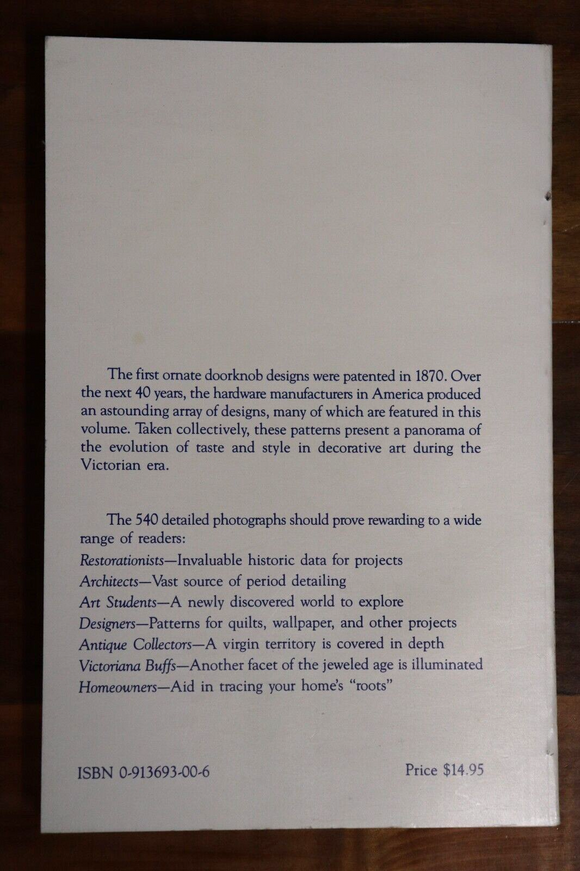 The first ornate doorknob designs were patented in 1870. Over
the next 40 years, the hardware manufacturers in America produced
an astounding array of designs, many of which are featured in this
volume. Taken collectively, these patterns present a panorama of
the evolution of taste and style in decorative art during the
Victorian era.
The 540 detailed photographs should prove rewarding to a wide
range of readers:
Restorationists—Invaluable historic data for projects
Architects—Vast source of period detailing
Art Students—A newly discovered world to explore
Designers—Patterns for quilts, wallpaper, and other projects
Antique Collectors—A virgin territory is covered in depth
Victoriana Buffs—Another facet of the jeweled age is illuminated
Homeowners—Aid in tracing your home's "roots"
ISBN 0-913693-00-6 Price $14.95